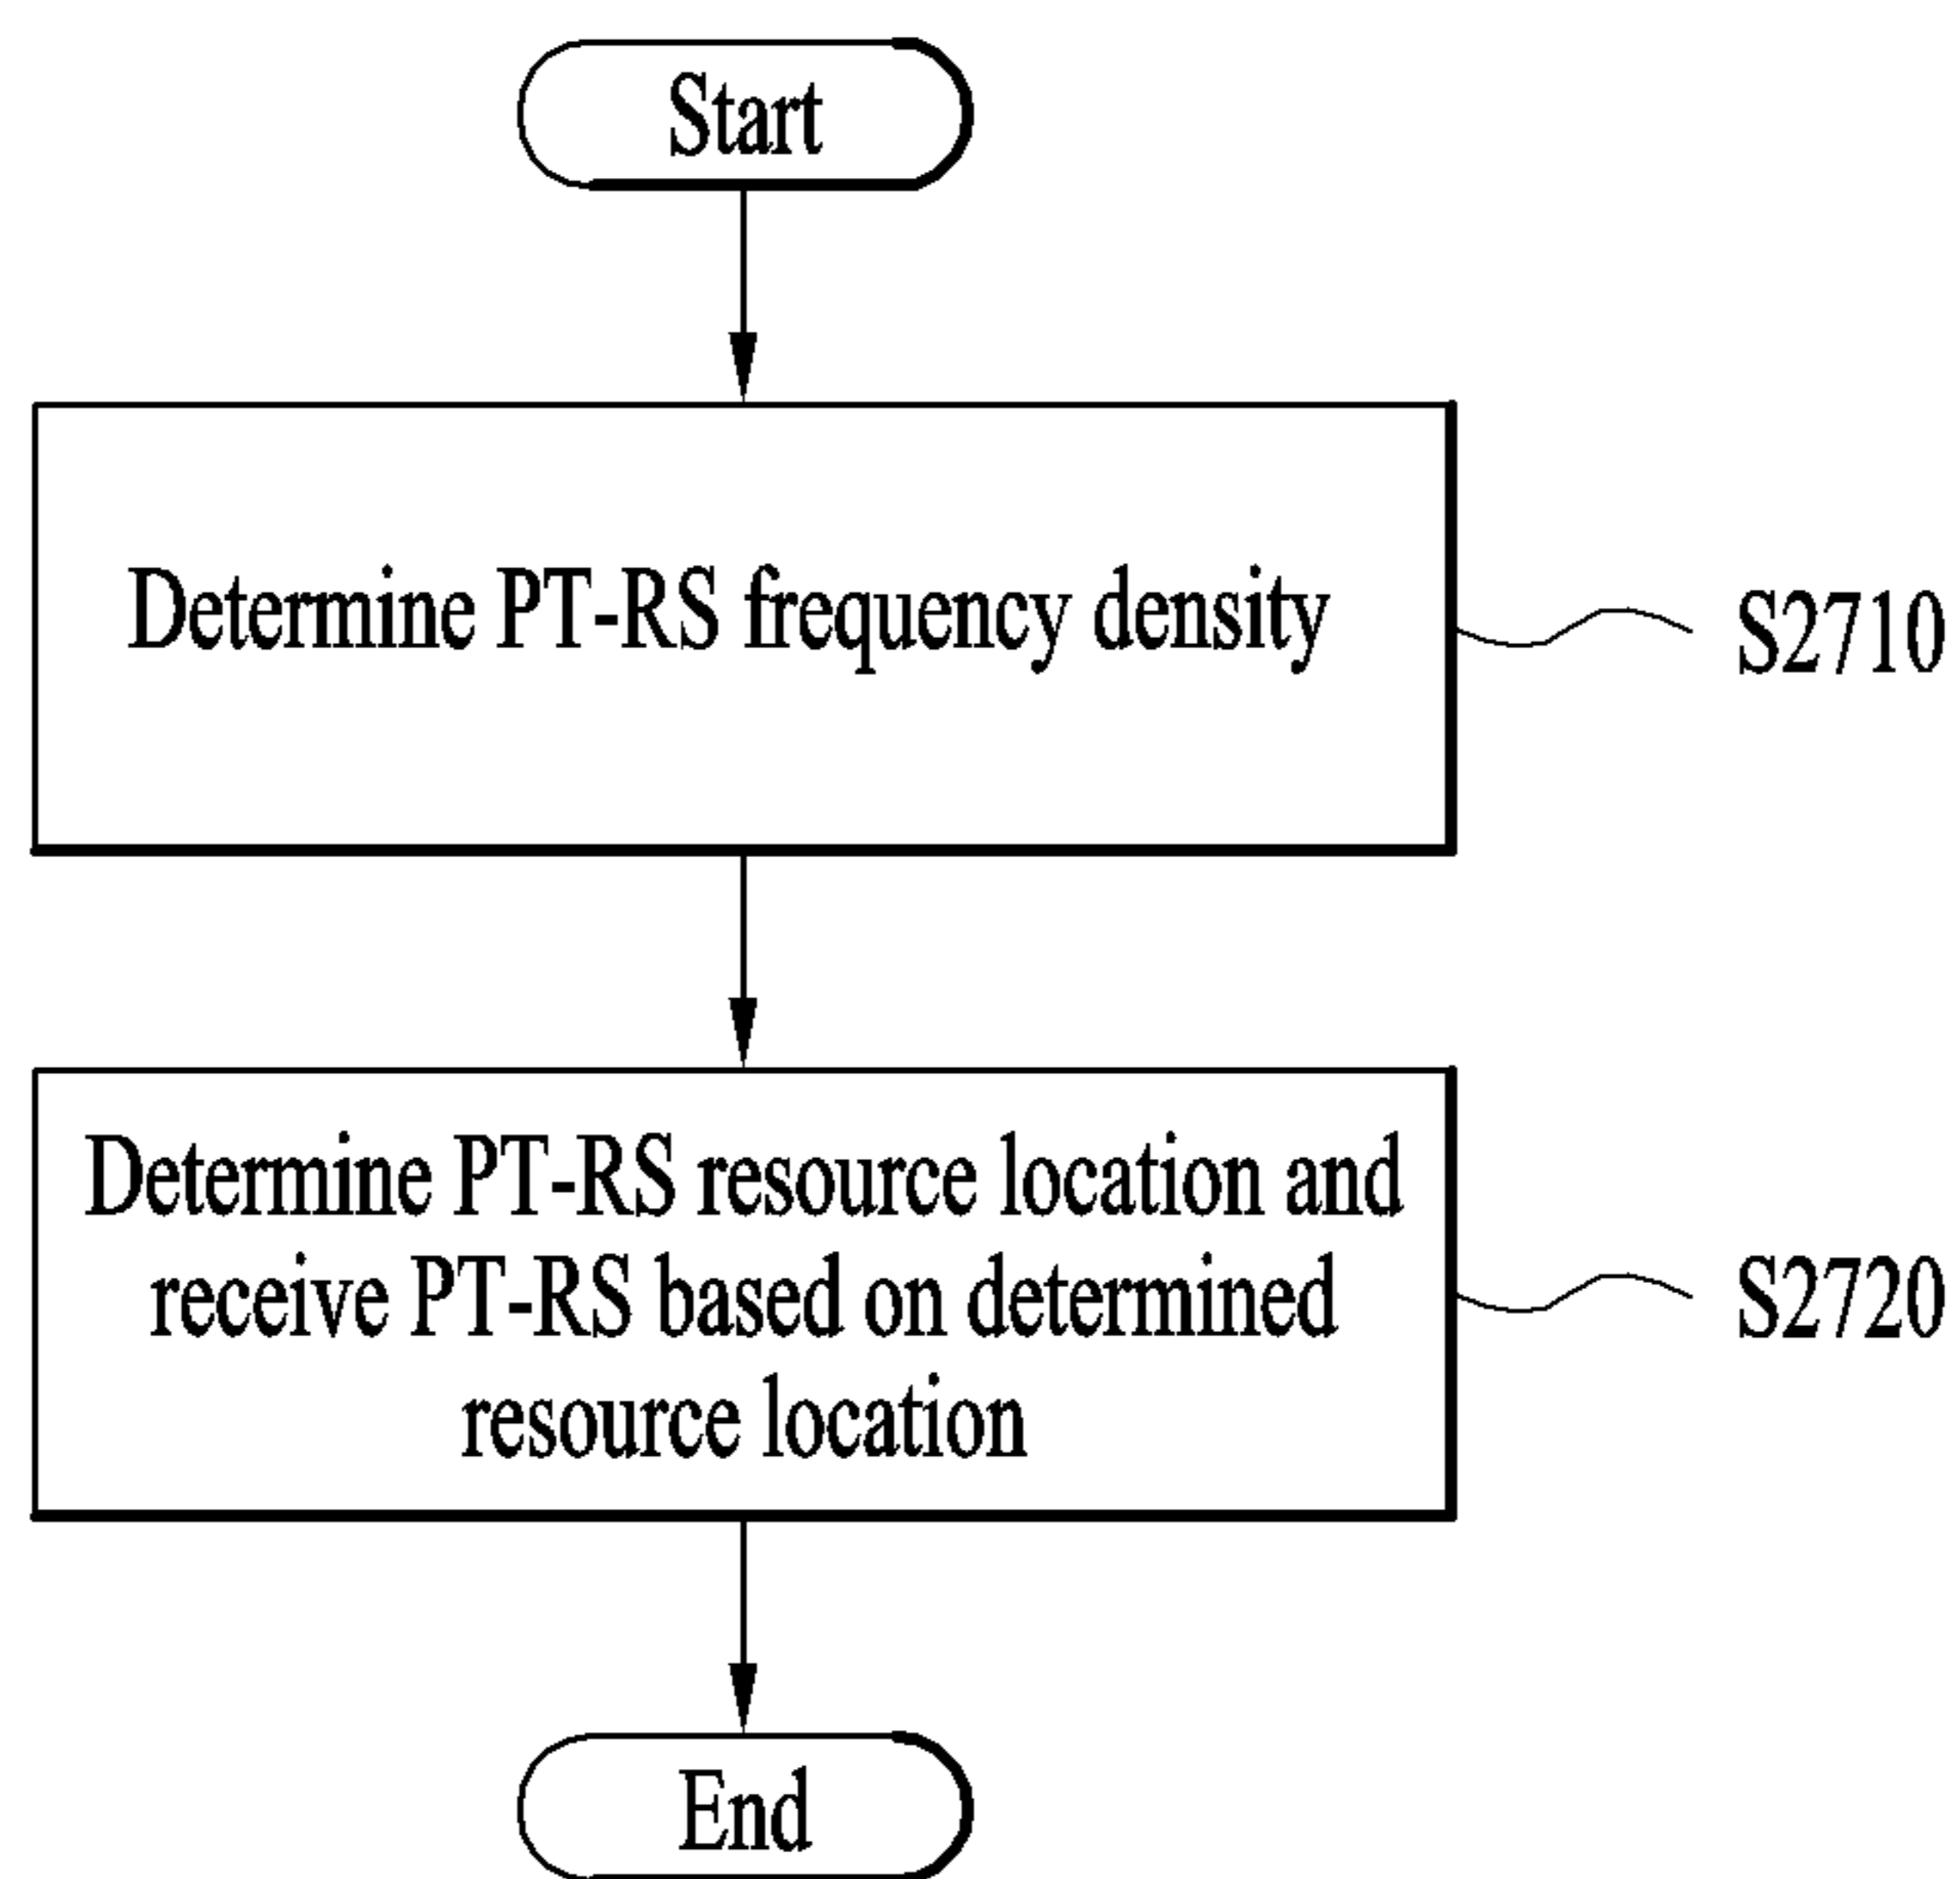 Start
Determine PT-RS frequency density
S2710
Determine PT-RS resource location and
receive PT-RS based on determined
resource location
S2720
End